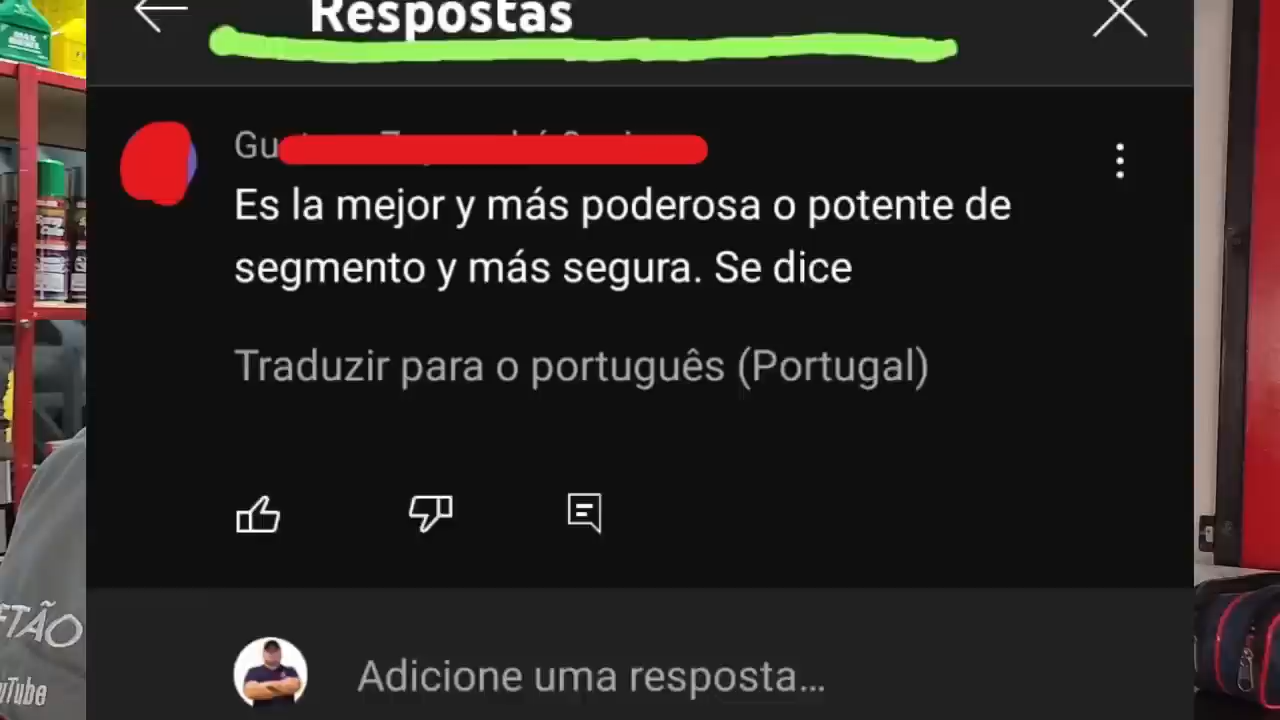 Respostas
Gu
Es la mejor y más poderosa o potente de
segmento y más segura. Se dice
Traduzir para o português (Portugal)
Adicione uma resposta...